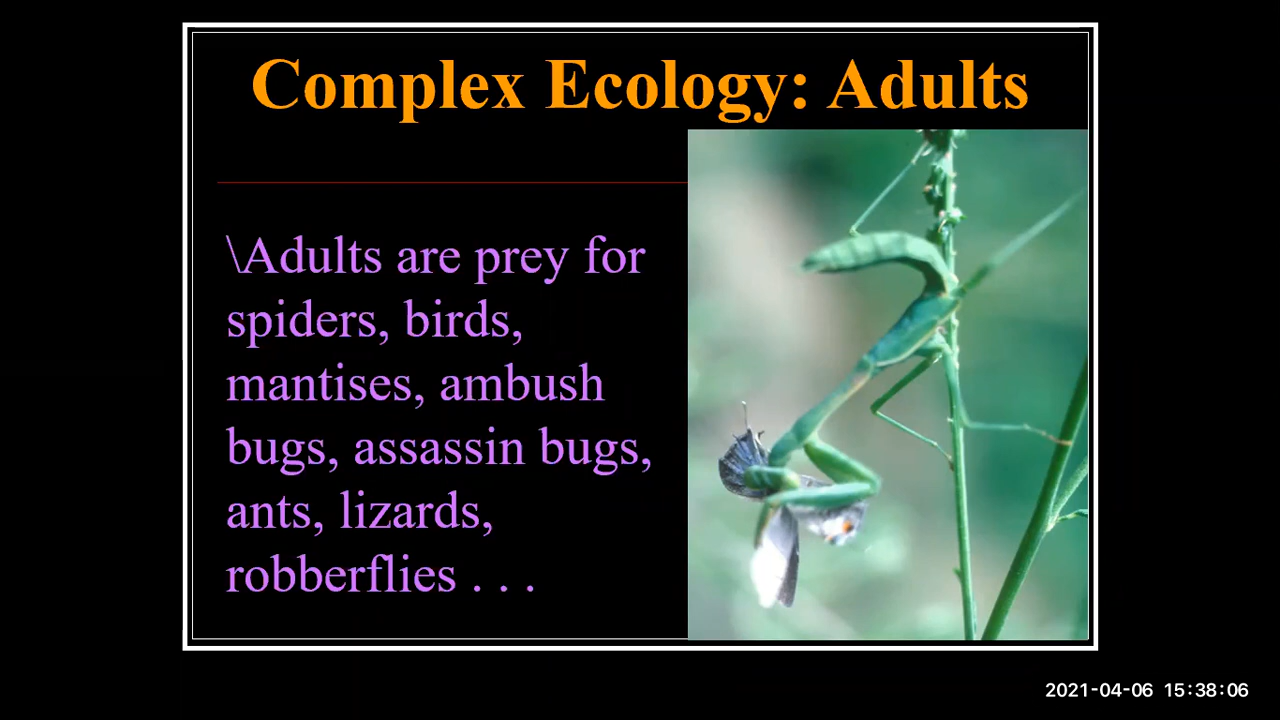 Complex Ecology: Adults
\Adults are prey for
spiders, birds,
mantises, ambush
bugs, assassin bugs,
ants, lizards,
robberflies . . .
2021-04-06 15:38:06